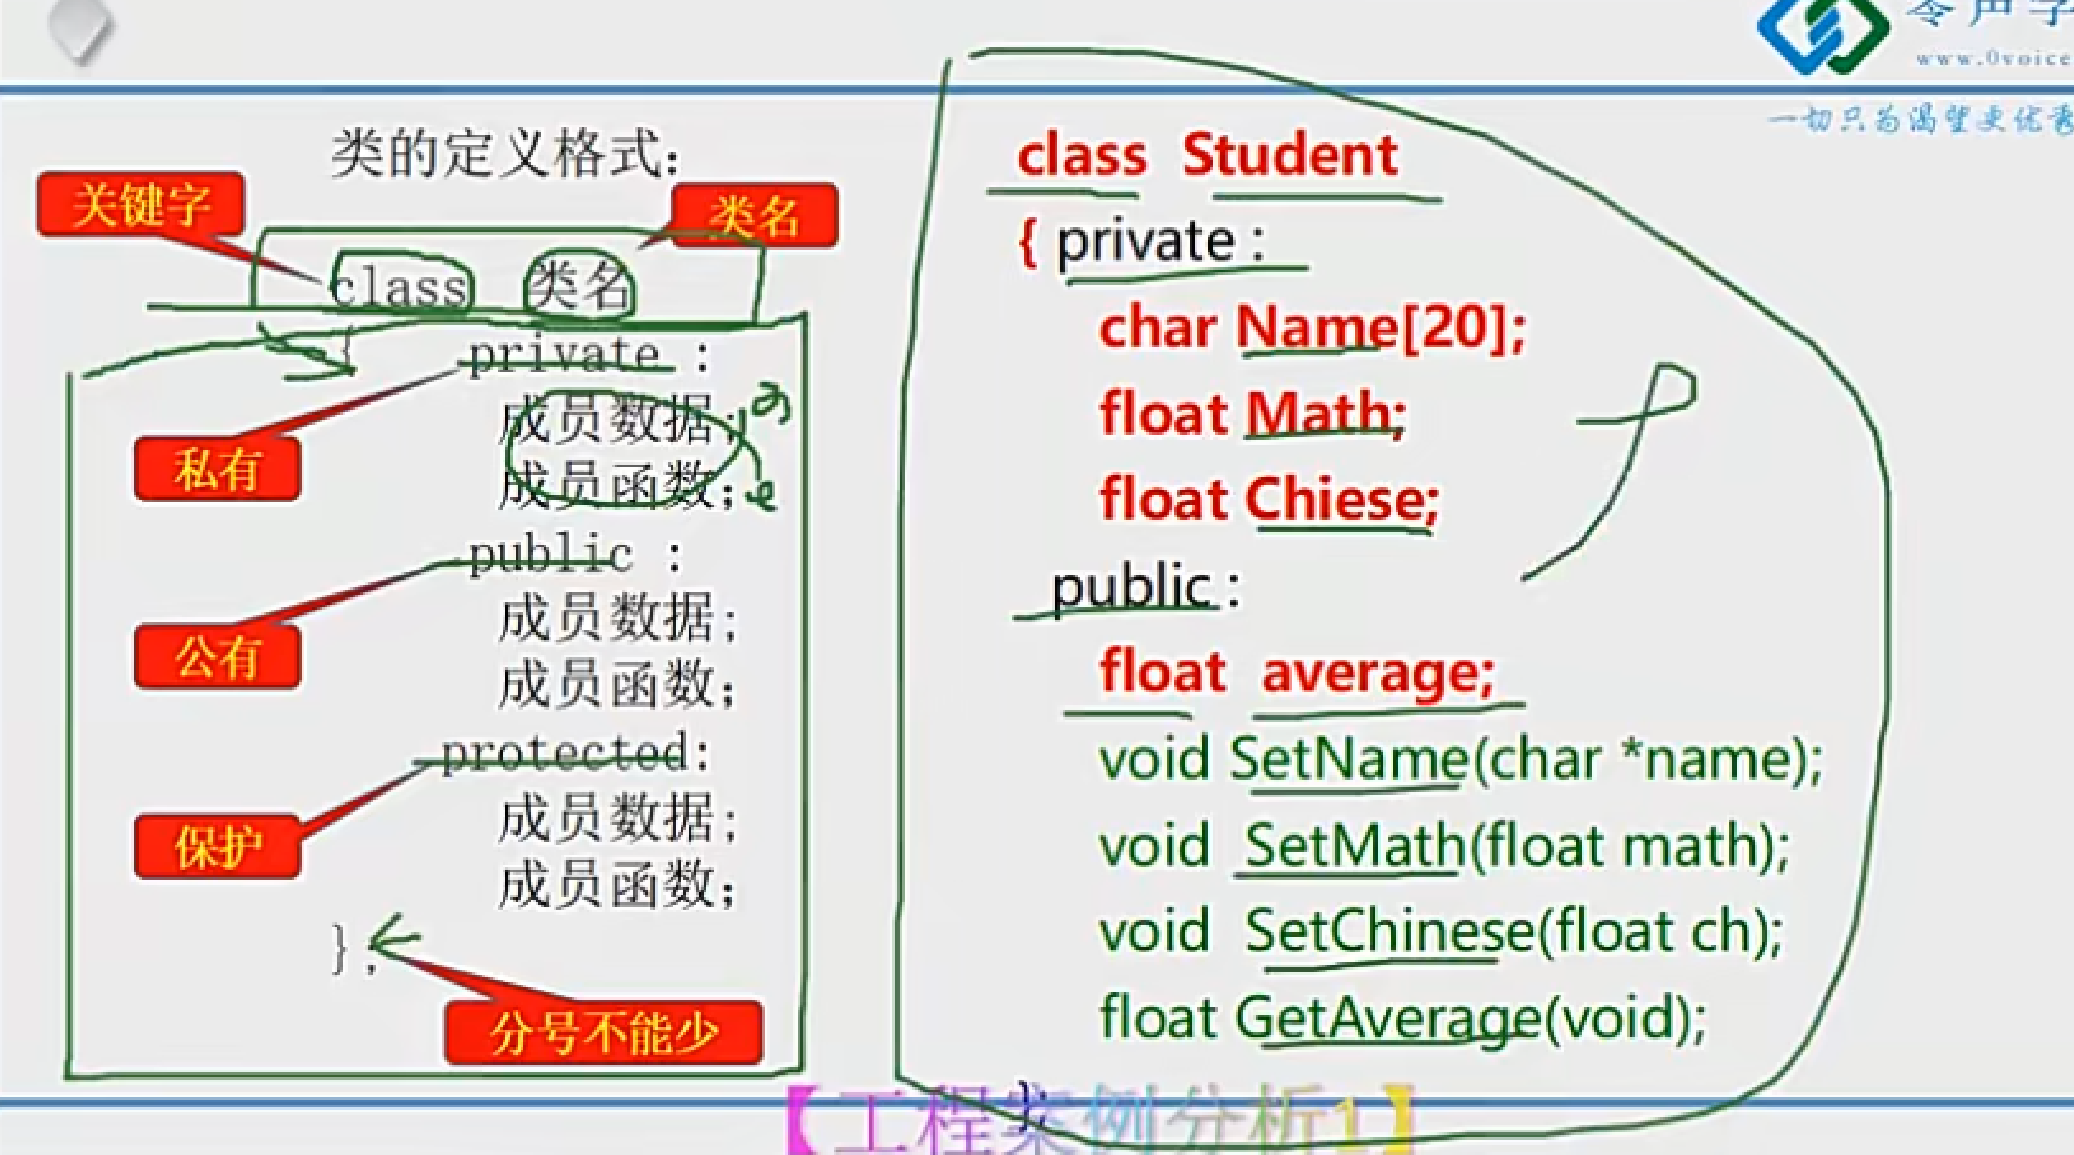 零声学
www.0voice
一切只为渴望更优秀
类的定义格式:
关键字
类名
class 类名
{ private :
成员数据;
成员函数;
私有
public :
成员数据;
成员函数;
公有
protected:
成员数据;
成员函数;
保护
};
分号不能少
class Student
{ private :
char Name[20];
float Math;
float Chiese;
public :
float average;
void SetName(char *name);
void SetMath(float math);
void SetChinese(float ch);
float GetAverage(void);
};
【工程案例分析1】